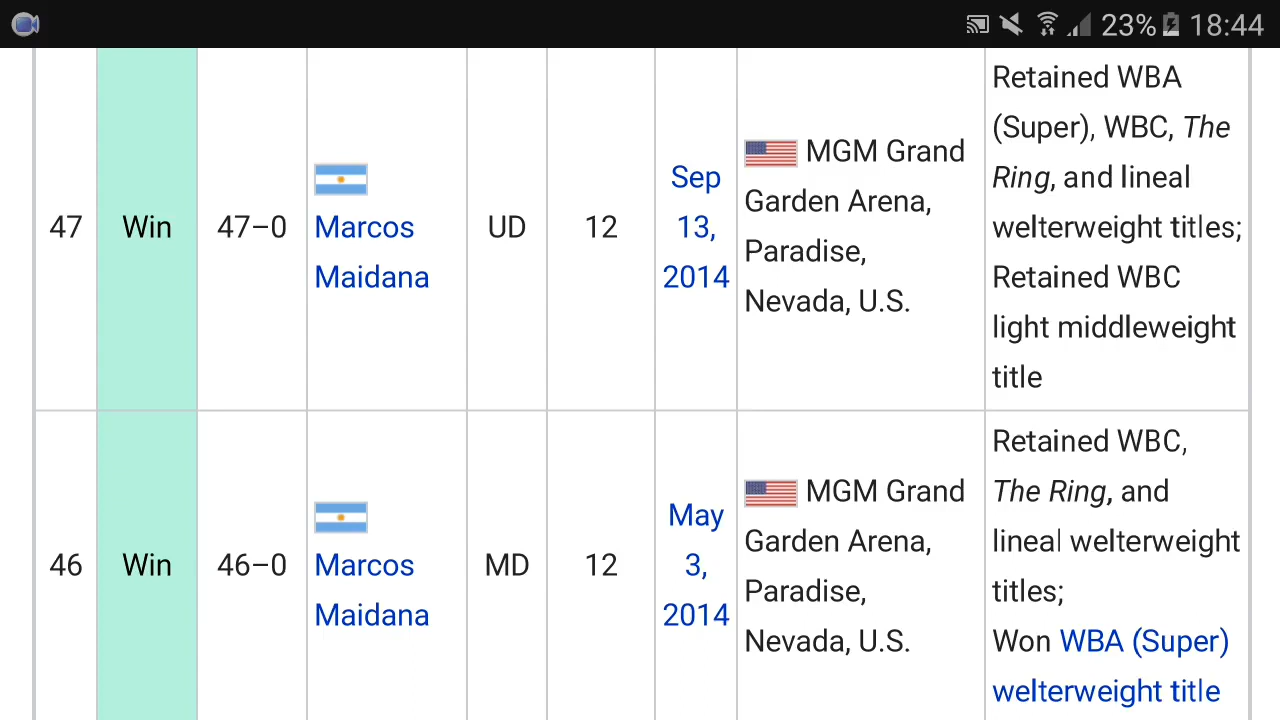 23% 18:44
47
Win
47–0
Marcos
Maidana
UD
12
Sep
13,
2014
MGM Grand
Garden Arena,
Paradise,
Nevada, U.S.
Retained WBA
(Super), WBC, The
Ring, and lineal
welterweight titles;
Retained WBC
light middleweight
title
46
Win
46–0
Marcos
Maidana
MD
12
May
3,
2014
MGM Grand
Garden Arena,
Paradise,
Nevada, U.S.
Retained WBC,
The Ring, and
lineal welterweight
titles;
Won WBA (Super)
welterweight title